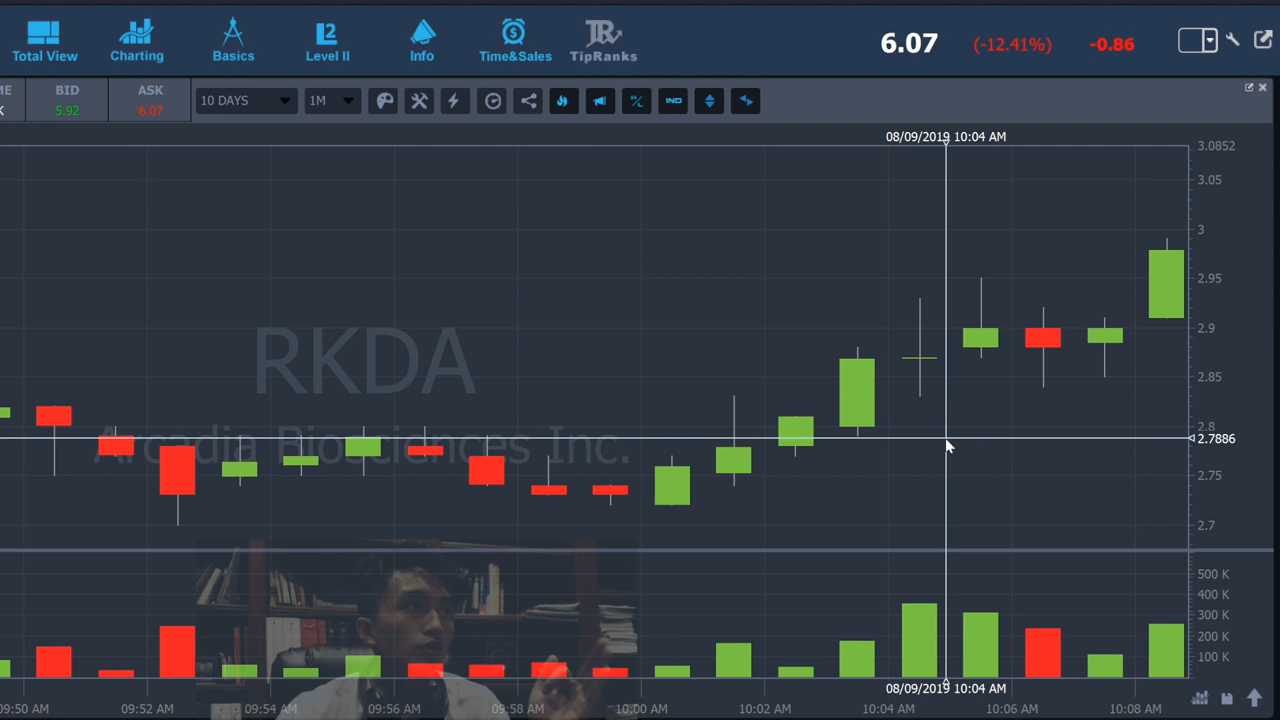 Total View
Charting
Basics
L2
Level II
Info
Time&Sales
TR
TipRanks
6.07
(-12.41%)
-0.86
ME
BID
ASK
K
5.92
6.07
10 DAYS
1M
IND
08/09/2019 10:04 AM
3.0852
3.05
3
2.95
2.9
2.85
2.8
2.7886
2.75
2.7
RKDA
Arcadia Biosciences Inc.
500 K
400 K
300 K
200 K
100 K
08/09/2019 10:04 AM
09:50 AM
09:52 AM
09:54 AM
09:56 AM
09:58 AM
10:00 AM
10:02 AM
10:04 AM
10:06 AM
10:08 AM